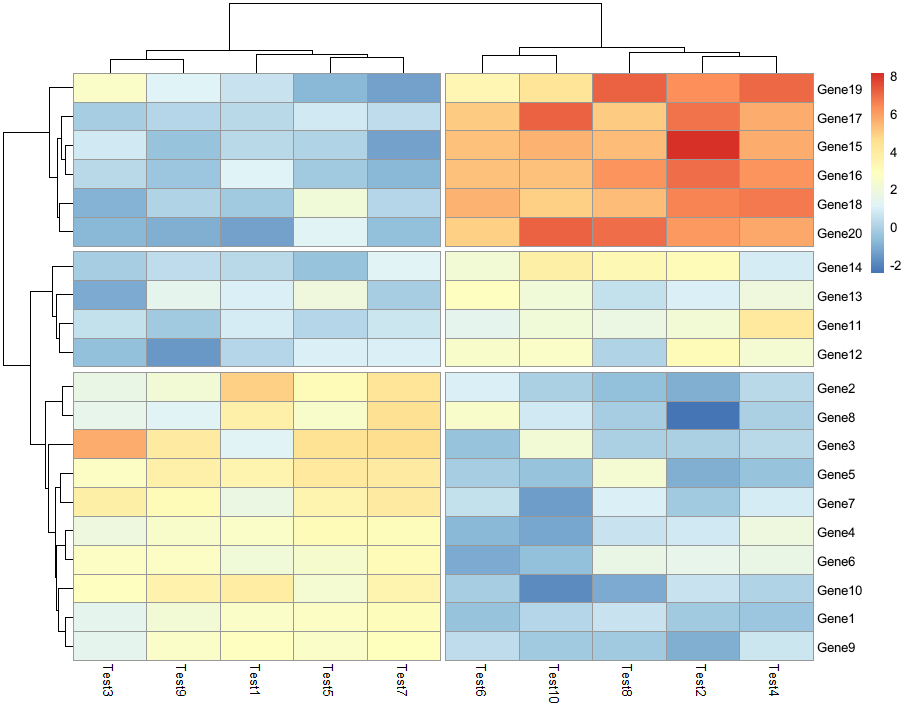 Gene19
Gene17
Gene15
Gene16
Gene18
Gene20
Gene14
Gene13
Gene11
Gene12
Gene2
Gene8
Gene3
Gene5
Gene7
Gene4
Gene6
Gene10
Gene1
Gene9
8
6
4
2
0
-2
Test3
Test9
Test1
Test5
Test7
Test6
Test10
Test8
Test2
Test4